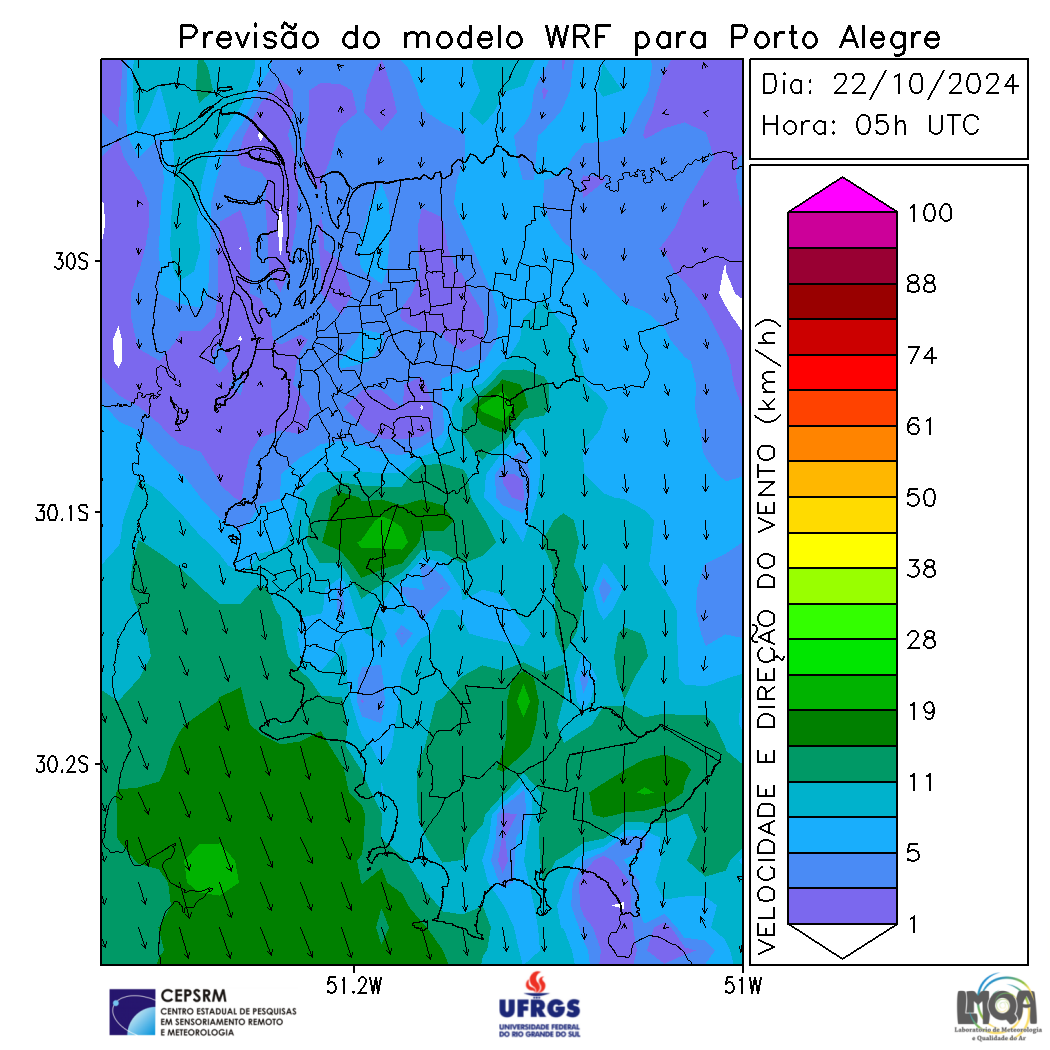 Previsão do modelo WRF para Porto Alegre
Dia: 22/10/2024
Hora: 05h UTC
30S
30.1S
30.2S
51.2W
51W
VELOCIDADE E DIREÇÃO DO VENTO (km/h)
100
88
74
61
50
38
28
19
11
5
1
CEPSRM
CENTRO ESTADUAL DE PESQUISAS
EM SENSORIAMENTO REMOTO
E METEOROLOGIA
UFRGS
UNIVERSIDADE FEDERAL
DO RIO GRANDE DO SUL
LMQA
Laboratório de Meteorologia
e Qualidade do Ar